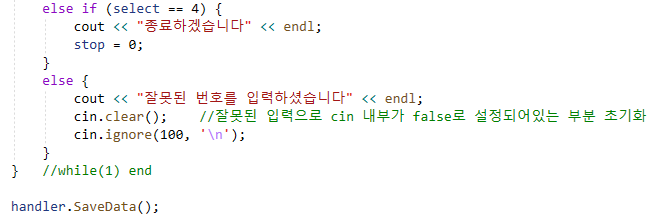 else if (select == 4) {
cout << "종료하겠습니다" << endl;
stop = 0;
}
else {
cout << "잘못된 번호를 입력하셨습니다" << endl;
cin.clear();    //잘못된 입력으로 cin 내부가 false로 설정되어있는 부분 초기화
cin.ignore(100, '\n');
}
}   //while(1) end
handler.SaveData();